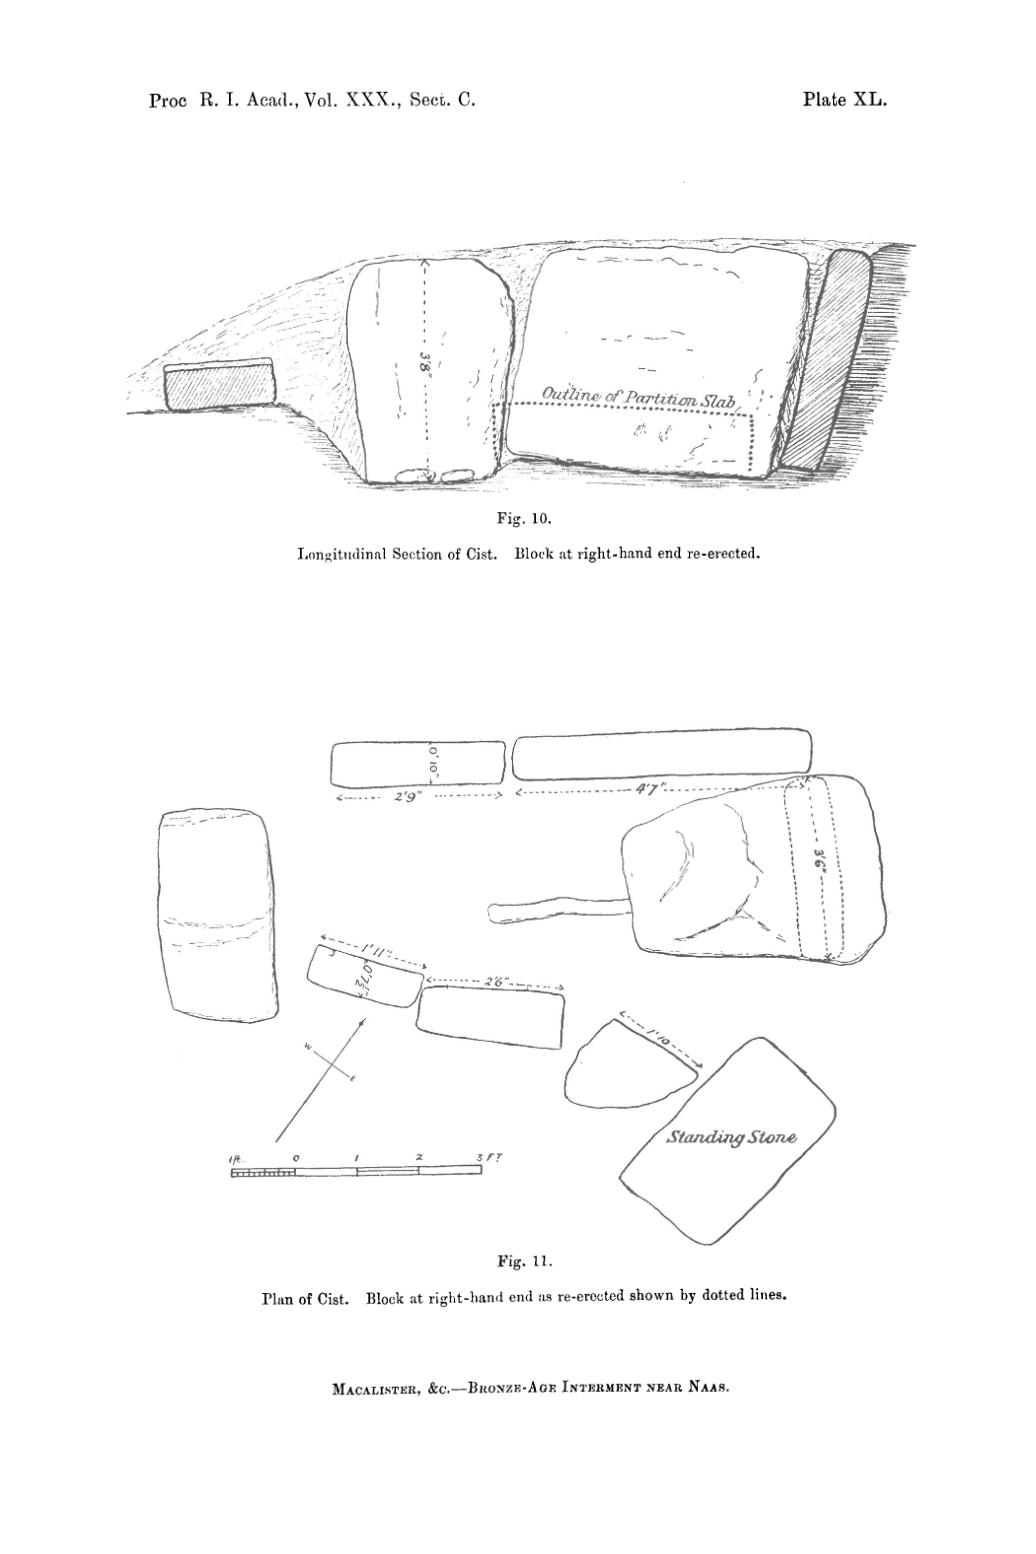 Proc R. I. Acad., Vol. XXX., Sect. C.
Plate XL.
3'8"
Outline of Partition Slab
Fig. 10.
Longitudinal Section of Cist. Block at right-hand end re-erected.
0' 10"
2'9"
4'7"
3'6"
1'11"
0'7½"
2'6"
1'10
W
E
Standing Stone
1ft. 0 1 2 3 FT
Fig. 11.
Plan of Cist. Block at right-hand end as re-erected shown by dotted lines.
Macalister, &c.—Bronze-Age Interment near Naas.